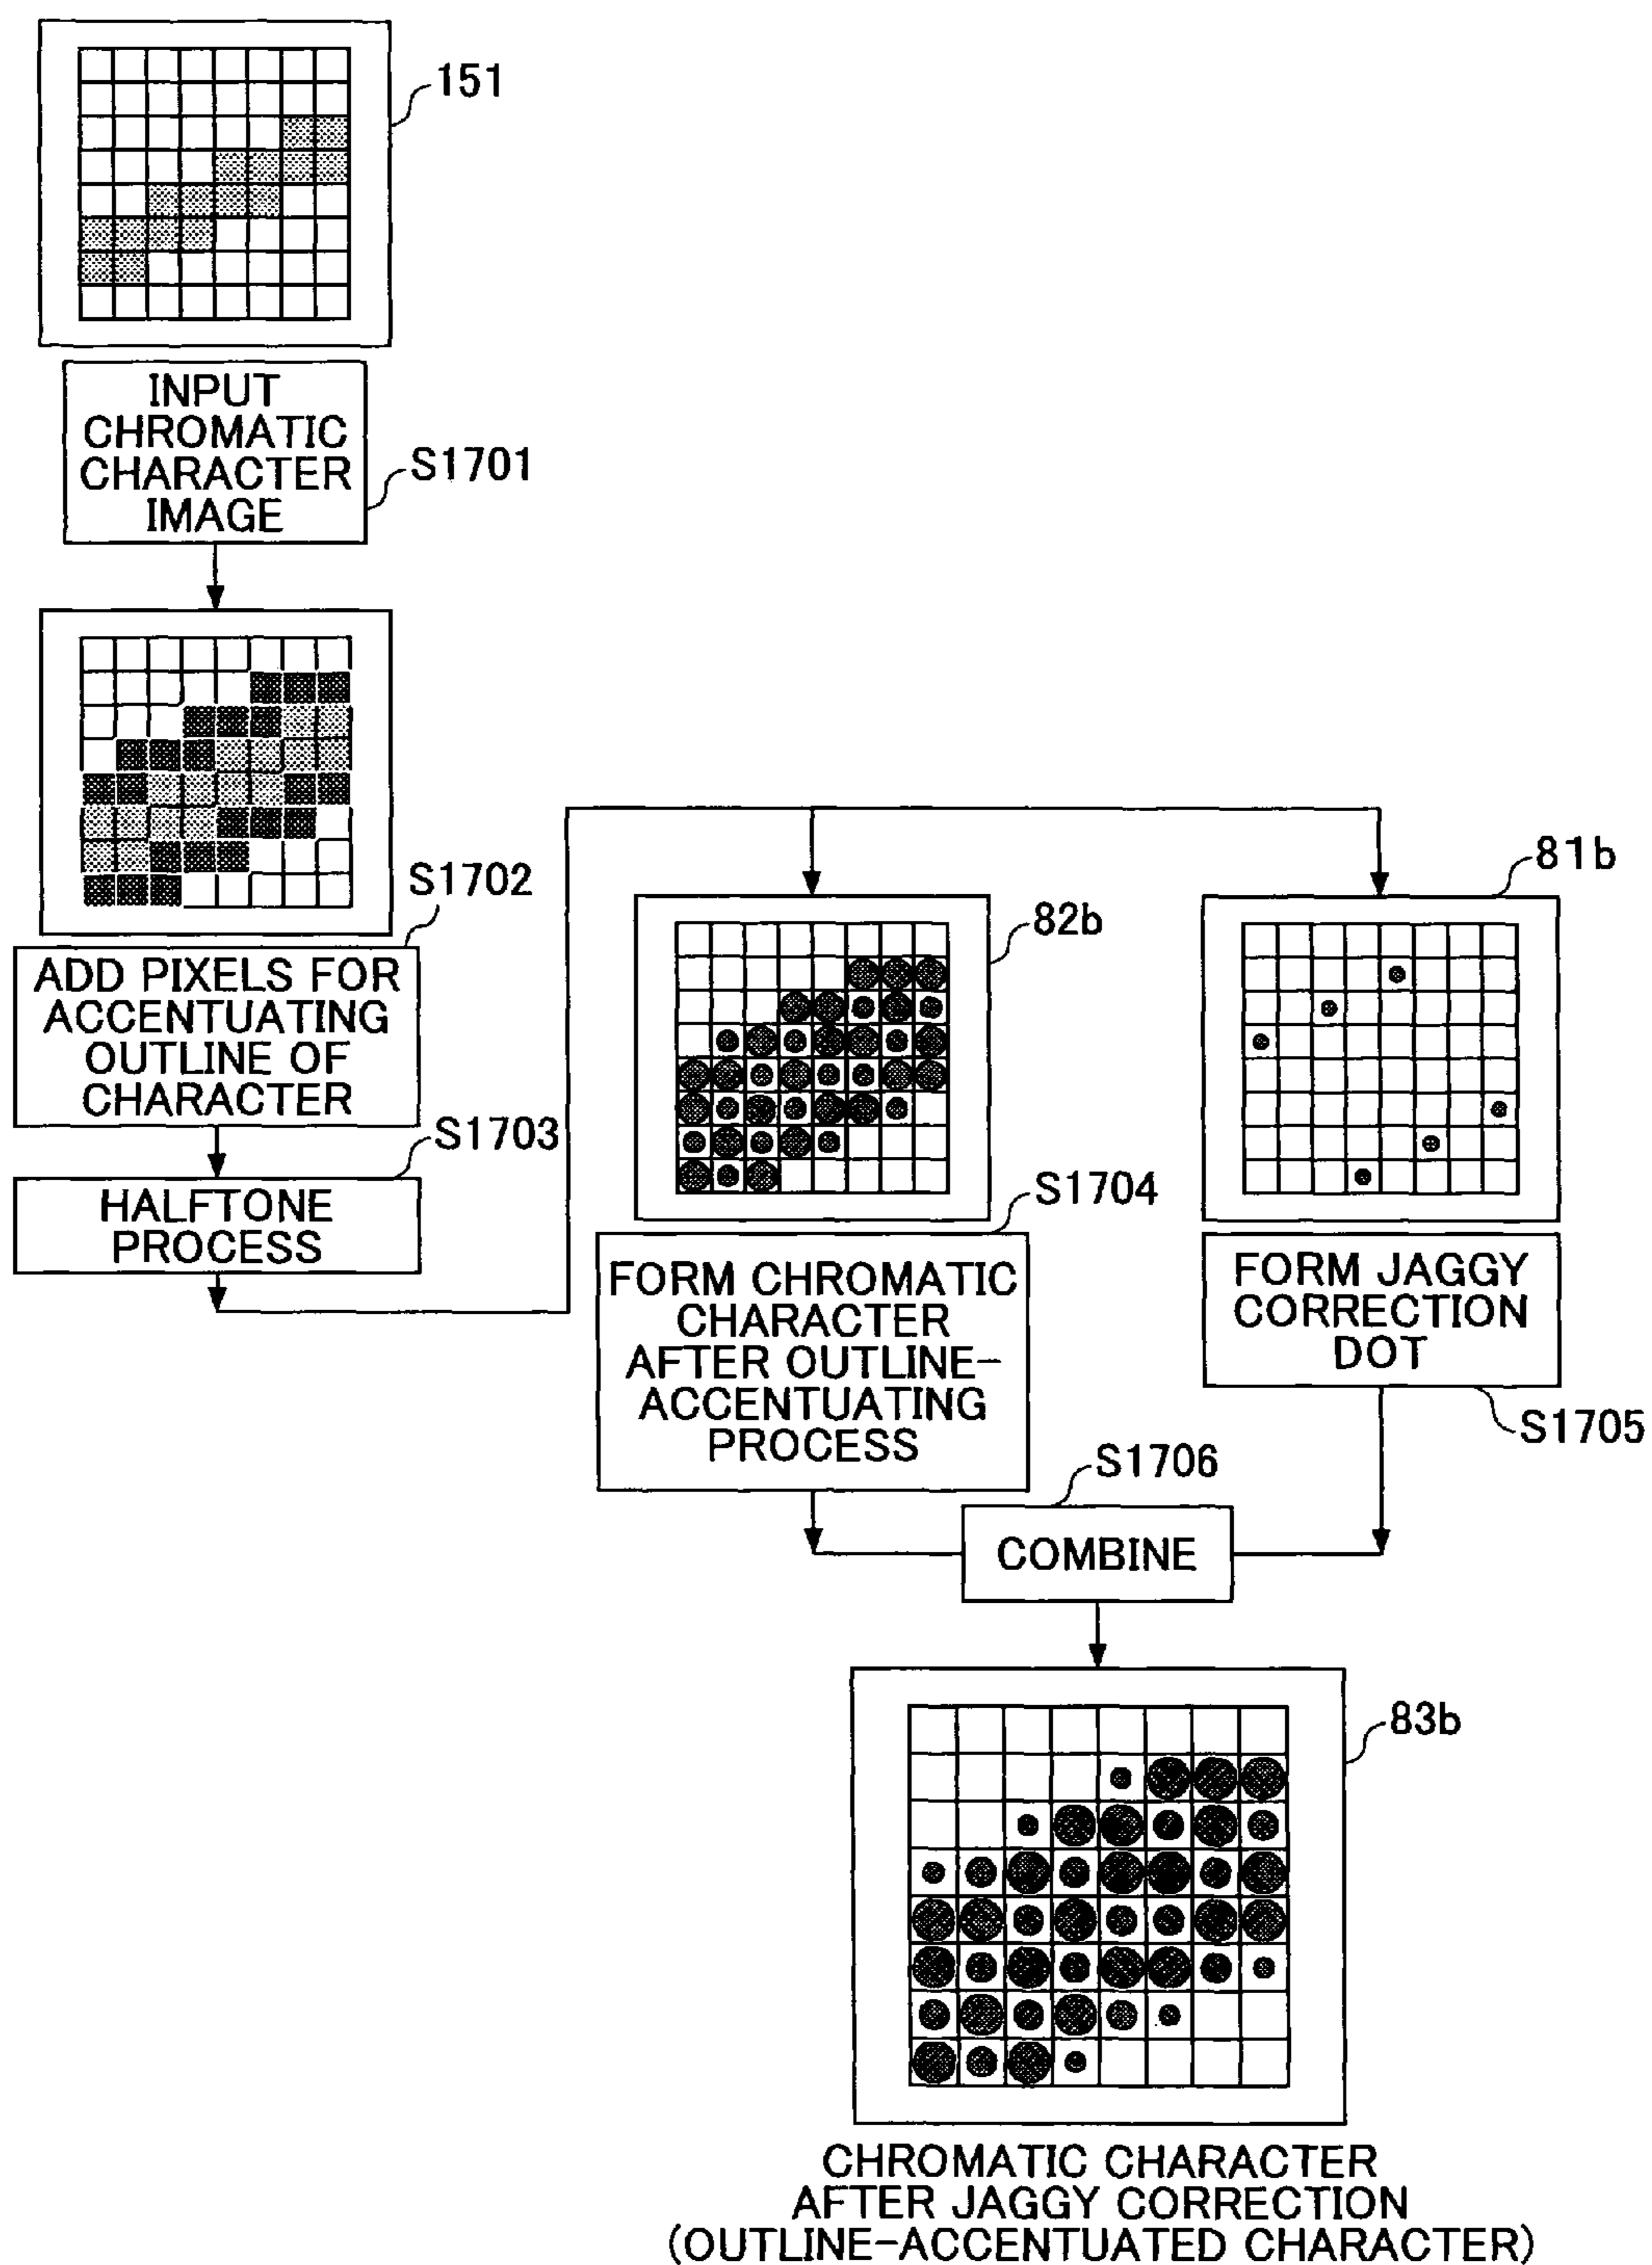 151
INPUT
CHROMATIC
CHARACTER
IMAGE
S1701
S1702
ADD PIXELS FOR
ACCENTUATING
OUTLINE OF
CHARACTER
S1703
HALFTONE
PROCESS
82b
S1704
FORM CHROMATIC
CHARACTER
AFTER OUTLINE-
ACCENTUATING
PROCESS
81b
FORM JAGGY
CORRECTION
DOT
S1705
S1706
COMBINE
83b
CHROMATIC CHARACTER
AFTER JAGGY CORRECTION
(OUTLINE-ACCENTUATED CHARACTER)